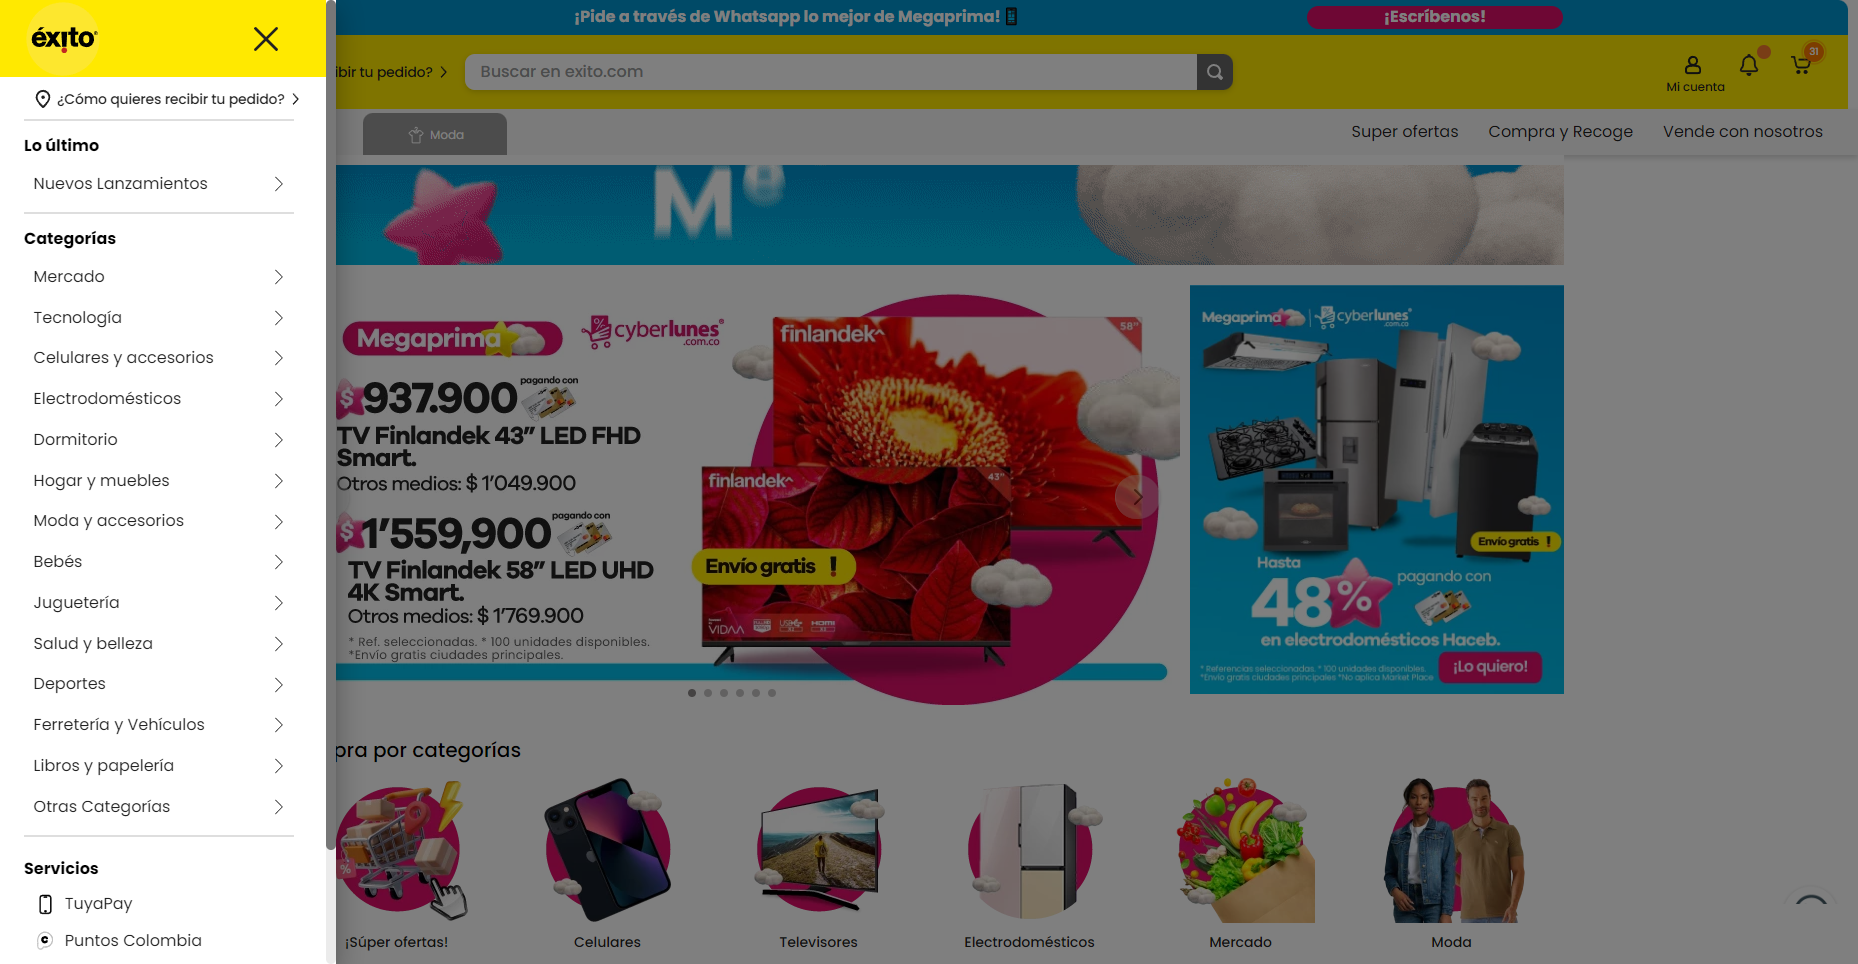 éxito
¿Cómo quieres recibir tu pedido?
Lo último
Nuevos Lanzamientos
Categorías
Mercado
Tecnología
Celulares y accesorios
Electrodomésticos
Dormitorio
Hogar y muebles
Moda y accesorios
Bebés
Juguetería
Salud y belleza
Deportes
Ferretería y Vehículos
Libros y papelería
Otras Categorías
Servicios
TuyaPay
Puntos Colombia
¡Pide a través de Whatsapp lo mejor de Megaprima!
¡Escríbenos!
ibir tu pedido?
Buscar en exito.com
Mi cuenta
31
Moda
Super ofertas
Compra y Recoge
Vende con nosotros
M
Megaprima
cyberlunes
.com.co
$937.900
pagando con
TV Finlandek 43" LED FHD
Smart.
Otros medios: $ 1'049.900
$1'559,900
pagando con
TV Finlandek 58" LED UHD
4K Smart.
Otros medios: $ 1'769.900
* Ref. seleccionadas. * 100 unidades disponibles.
*Envío gratis ciudades principales.
finlandek
58"
finlandek
43"
Envío gratis !
VIDAA
HDMI
Megaprima
cyberlunes
.com.co
Envío gratis !
Hasta
48%
pagando con
en electrodomésticos Haceb.
* Referencias seleccionadas. * 100 unidades disponibles.
*Envío gratis ciudades principales *No aplica Market Place
¡Lo quiero!
pra por categorías
%
¡Súper ofertas!
Celulares
Televisores
Electrodomésticos
Mercado
Moda